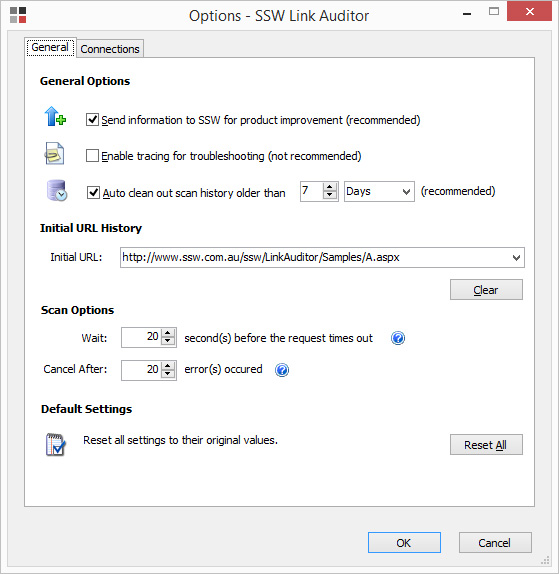 Options - SSW Link Auditor
General Connections
General Options
Send information to SSW for product improvement (recommended)
Enable tracing for troubleshooting (not recommended)
Auto clean out scan history older than 7 Days (recommended)
Initial URL History
Initial URL: http://www.ssw.com.au/ssw/LinkAuditor/Samples/A.aspx
Clear
Scan Options
Wait: 20 second(s) before the request times out ?
Cancel After: 20 error(s) occured ?
Default Settings
Reset all settings to their original values. Reset All
OK Cancel